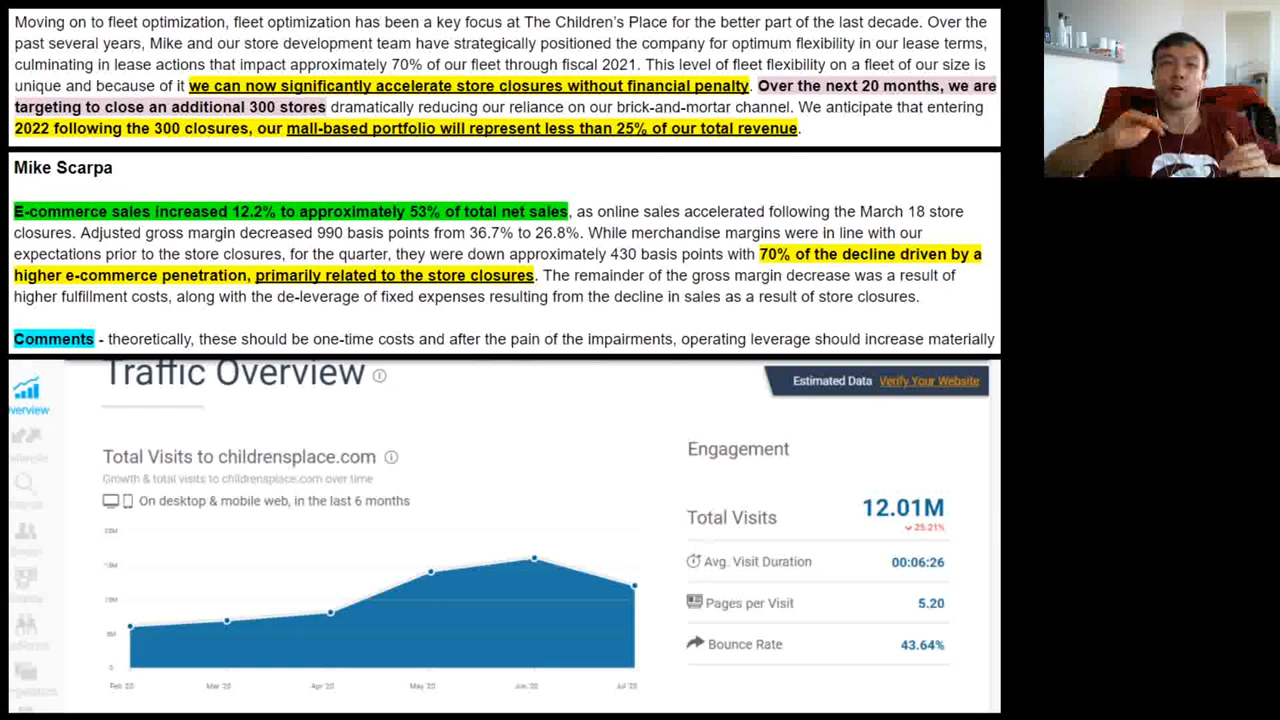 Moving on to fleet optimization, fleet optimization has been a key focus at The Children's Place for the better part of the last decade. Over the
past several years, Mike and our store development team have strategically positioned the company for optimum flexibility in our lease terms,
culminating in lease actions that impact approximately 70% of our fleet through fiscal 2021. This level of fleet flexibility on a fleet of our size is
unique and because of it we can now significantly accelerate store closures without financial penalty. Over the next 20 months, we are
targeting to close an additional 300 stores dramatically reducing our reliance on our brick-and-mortar channel. We anticipate that entering
2022 following the 300 closures, our mall-based portfolio will represent less than 25% of our total revenue.
Mike Scarpa
E-commerce sales increased 12.2% to approximately 53% of total net sales, as online sales accelerated following the March 18 store
closures. Adjusted gross margin decreased 990 basis points from 36.7% to 26.8%. While merchandise margins were in line with our
expectations prior to the store closures, for the quarter, they were down approximately 430 basis points with 70% of the decline driven by a
higher e-commerce penetration, primarily related to the store closures. The remainder of the gross margin decrease was a result of
higher fulfillment costs, along with the de-leverage of fixed expenses resulting from the decline in sales as a result of store closures.
Comments - theoretically, these should be one-time costs and after the pain of the impairments, operating leverage should increase materially
Traffic Overview
Estimated Data Verify Your Website
verview
Total Visits to childrensplace.com
Growth & total visits to childrensplace.com over time
On desktop & mobile web, in the last 6 months
0
Feb '20 Mar '20 Apr '20 May '20 Jun '20 Jul '20
Engagement
Total Visits 12.01M
25.21%
Avg. Visit Duration 00:06:26
Pages per Visit 5.20
Bounce Rate 43.64%